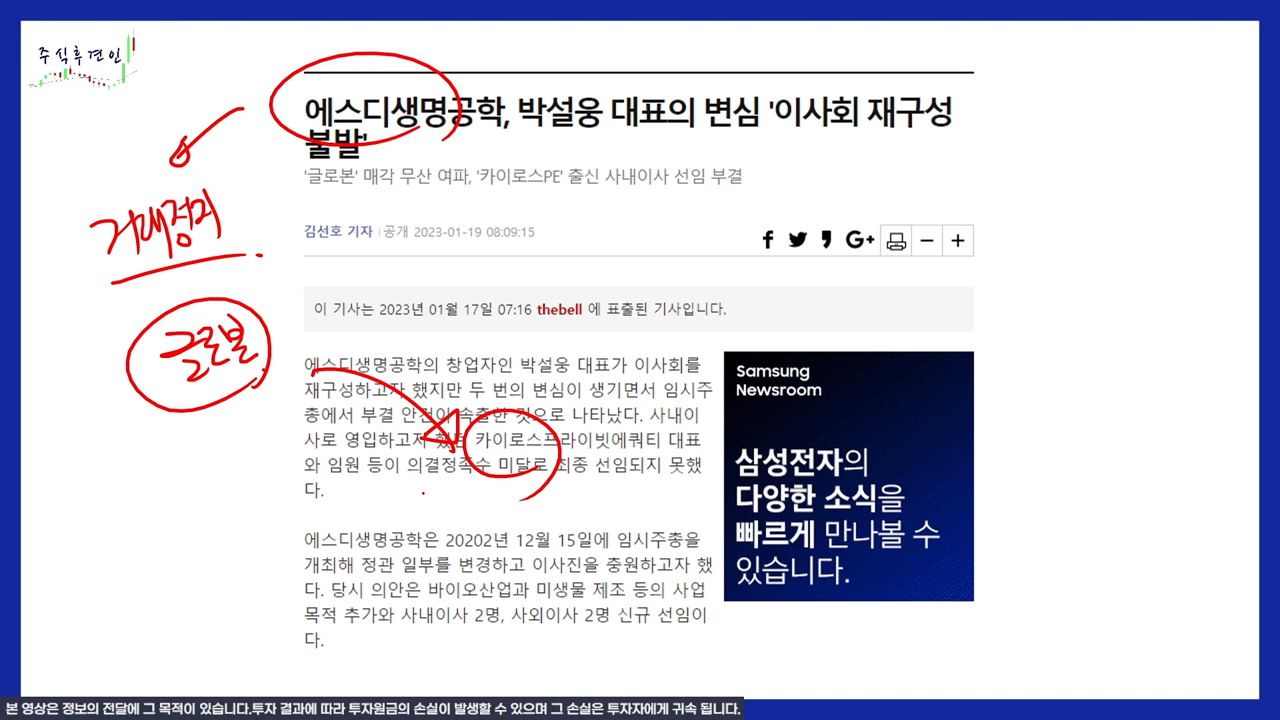 주식후견인
에스디생명공학, 박설웅 대표의 변심 '이사회 재구성
불발'
'글로본' 매각 무산 여파, '카이로스PE' 출신 사내이사 선임 부결
김선호 기자 | 공개 2023-01-19 08:09:15
거래정지
이 기사는 2023년 01월 17일 07:16 thebell 에 표출된 기사입니다.
글로본
에스디생명공학의 창업자인 박설웅 대표가 이사회를
재구성하고자 했지만 두 번의 변심이 생기면서 임시주
총에서 부결 안건이 속출한 것으로 나타났다. 사내이
사로 영입하고자 했던 카이로스프라이빗에쿼티 대표
와 임원 등이 의결정족수 미달로 최종 선임되지 못했
다.
에스디생명공학은 20202년 12월 15일에 임시주총을
개최해 정관 일부를 변경하고 이사진을 충원하고자 했
다. 당시 의안은 바이오산업과 미생물 제조 등의 사업
목적 추가와 사내이사 2명, 사외이사 2명 신규 선임이
다.
Samsung
Newsroom
삼성전자의
다양한 소식을
빠르게 만나볼 수
있습니다.
본 영상은 정보의 전달에 그 목적이 있습니다.투자 결과에 따라 투자원금의 손실이 발생할 수 있으며 그 손실은 투자자에게 귀속 됩니다.